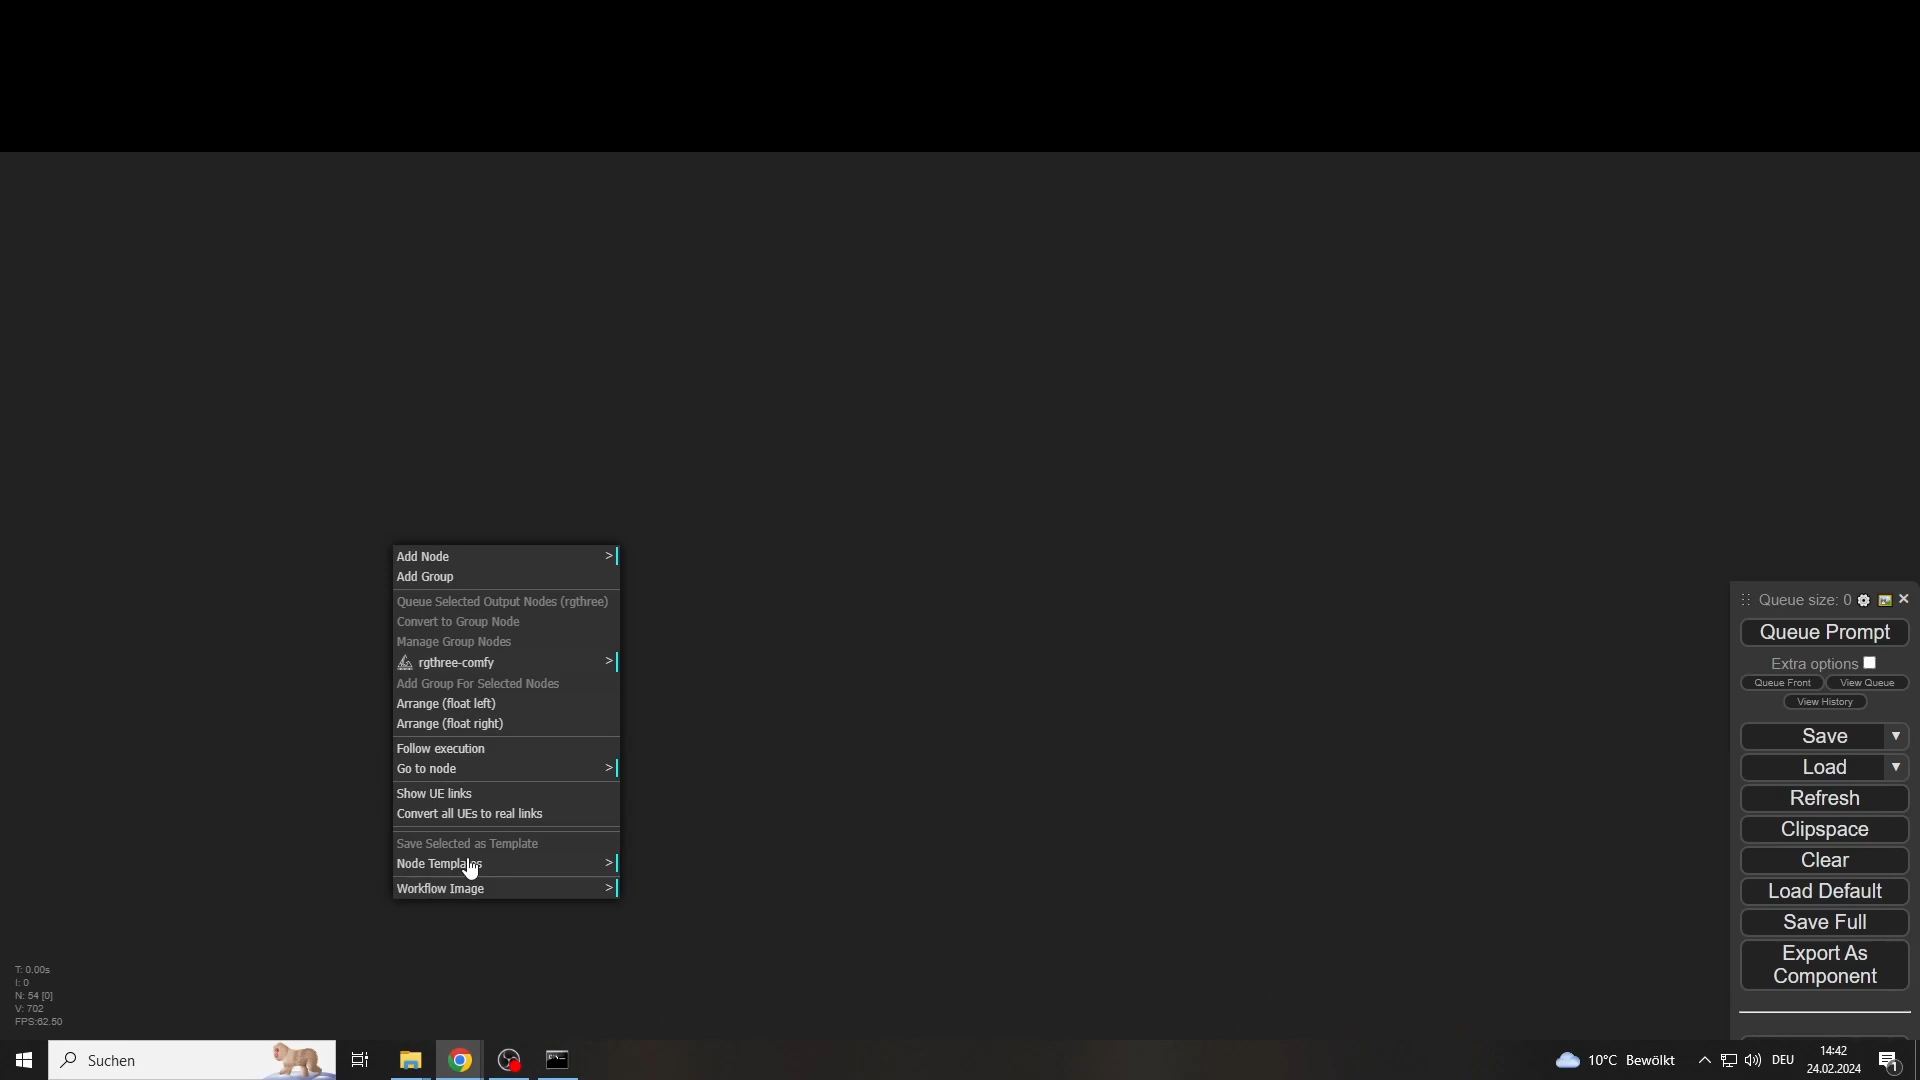 Add Node >
Add Group
Queue Selected Output Nodes (rgthree)
Convert to Group Node
Manage Group Nodes
rgthree-comfy >
Add Group For Selected Nodes
Arrange (float left)
Arrange (float right)
Follow execution
Go to node >
Show UE links
Convert all UEs to real links
Save Selected as Template
Node Templates >
Workflow Image >
Queue size: 0
Queue Prompt
Extra options
Queue Front View Queue
View History
Save ▼
Load ▼
Refresh
Clipspace
Clear
Load Default
Save Full
Export As
Component
T: 0.00s
I: 0
N: 54 [0]
V: 702
FPS:62.50
Suchen
10°C Bewölkt
DEU
14:42
24.02.2024
1